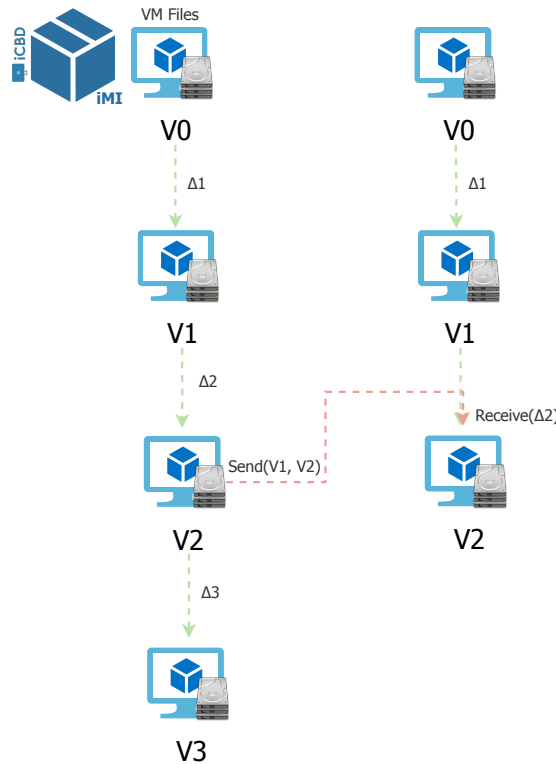 VM Files
iCBD
iMI
V0
V0
Δ1
Δ1
V1
V1
Δ2
Receive(Δ2)
Send(V1, V2)
V2
V2
Δ3
V3